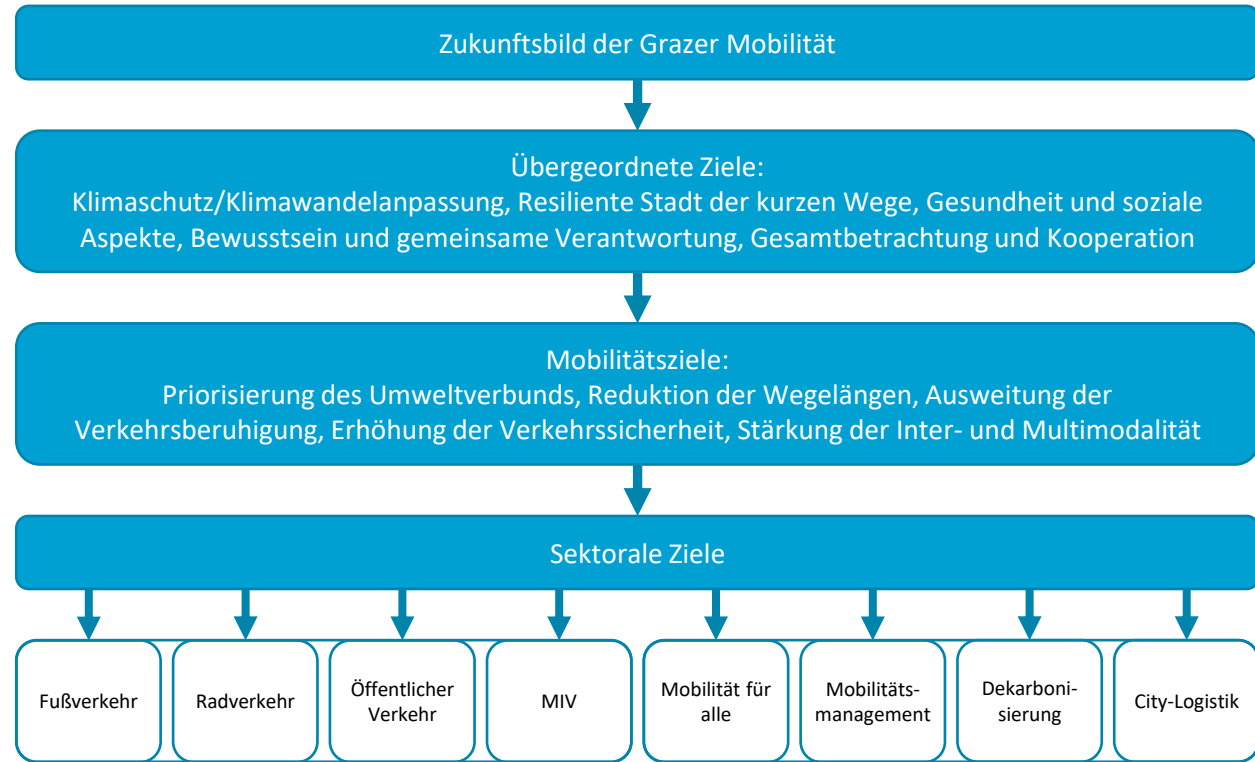 Zukunftsbild der Grazer Mobilität
Übergeordnete Ziele:
Klimaschutz/Klimawandelanpassung, Resiliente Stadt der kurzen Wege, Gesundheit und soziale
Aspekte, Bewusstsein und gemeinsame Verantwortung, Gesamtbetrachtung und Kooperation
Mobilitätsziele:
Priorisierung des Umweltverbunds, Reduktion der Wegelängen, Ausweitung der
Verkehrsberuhigung, Erhöhung der Verkehrssicherheit, Stärkung der Inter- und Multimodalität
Sektorale Ziele
Fußverkehr
Radverkehr
Öffentlicher
Verkehr
MIV
Mobilität für
alle
Mobilitäts-
management
Dekarboni-
sierung
City-Logistik